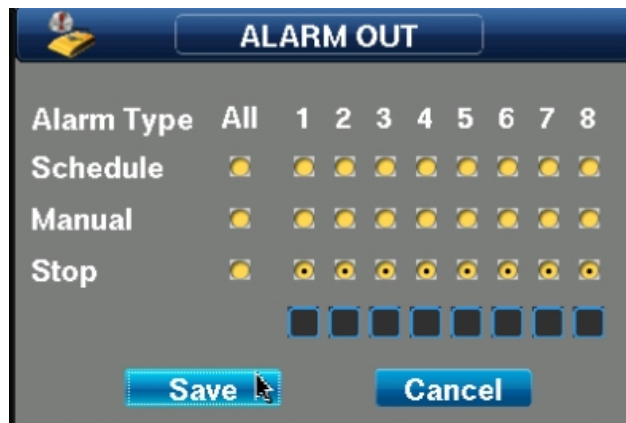 ALARM OUT
Alarm Type All 1 2 3 4 5 6 7 8
Schedule
Manual
Stop
Save Cancel